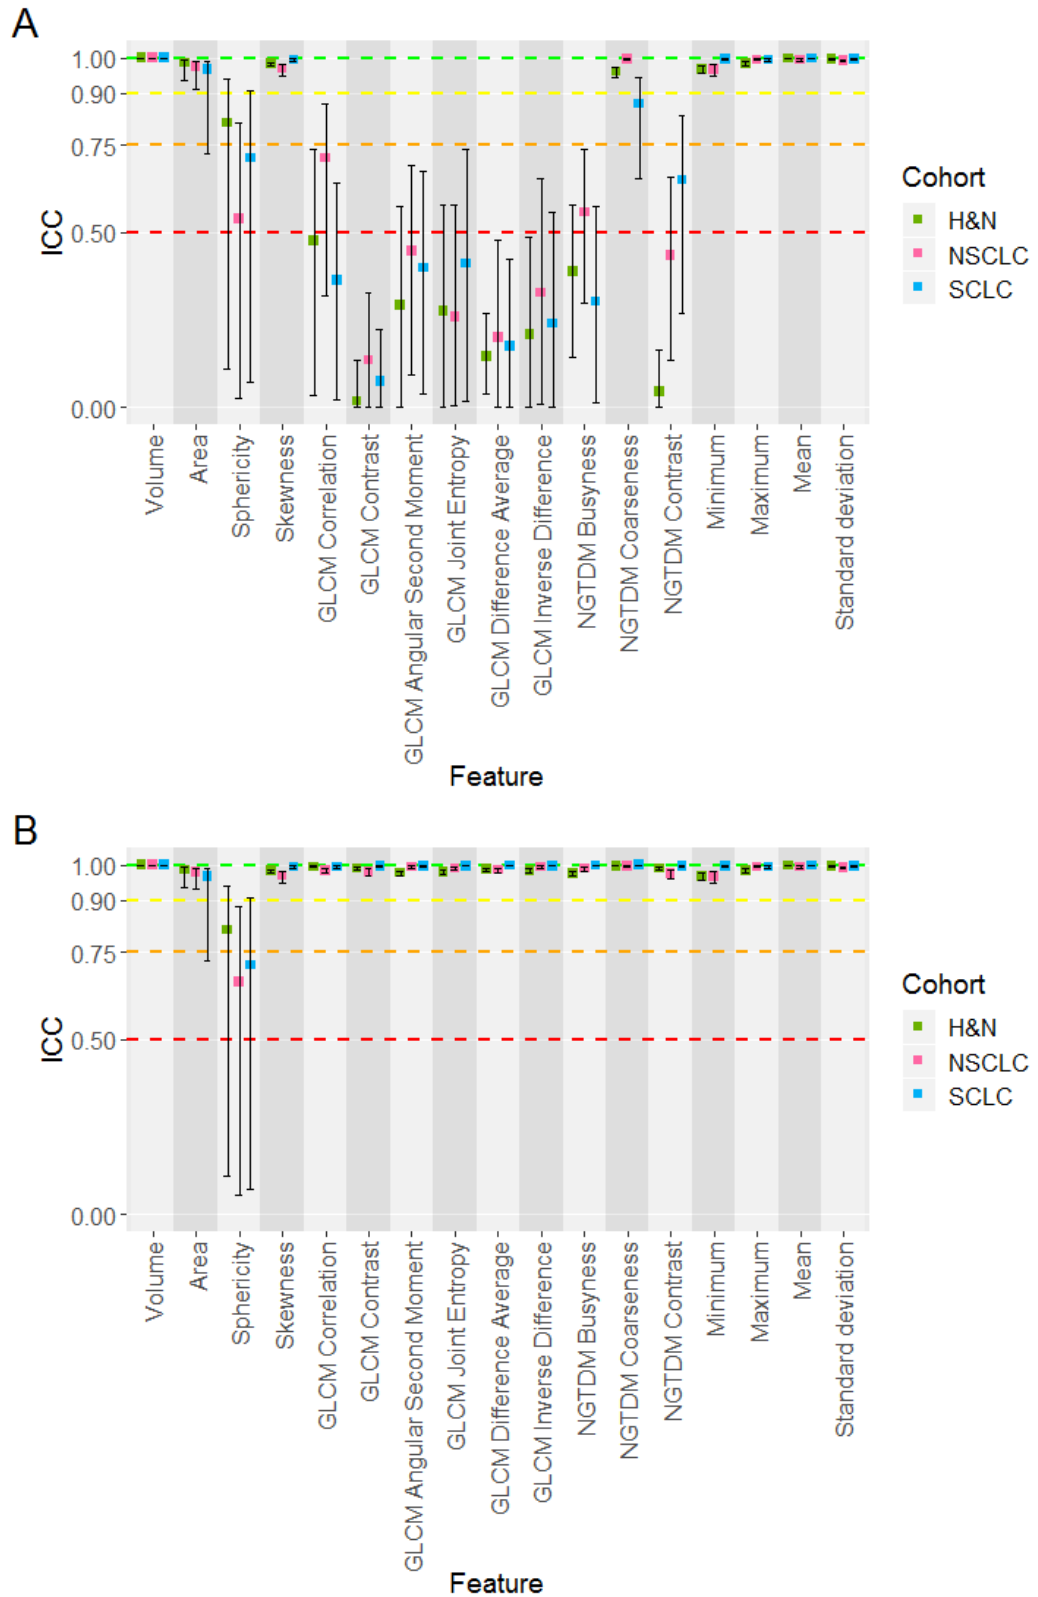 A
1.00
0.90
0.75
0.50
0.00
ICC
Volume
Area
Sphericity
Skewness
GLCM Correlation
GLCM Contrast
GLCM Angular Second Moment
GLCM Joint Entropy
GLCM Difference Average
GLCM Inverse Difference
NGTDM Busyness
NGTDM Coarseness
NGTDM Contrast
Minimum
Maximum
Mean
Standard deviation
Feature
Cohort
H&N
NSCLC
SCLC
B
1.00
0.90
0.75
0.50
0.00
ICC
Volume
Area
Sphericity
Skewness
GLCM Correlation
GLCM Contrast
GLCM Angular Second Moment
GLCM Joint Entropy
GLCM Difference Average
GLCM Inverse Difference
NGTDM Busyness
NGTDM Coarseness
NGTDM Contrast
Minimum
Maximum
Mean
Standard deviation
Feature
Cohort
H&N
NSCLC
SCLC